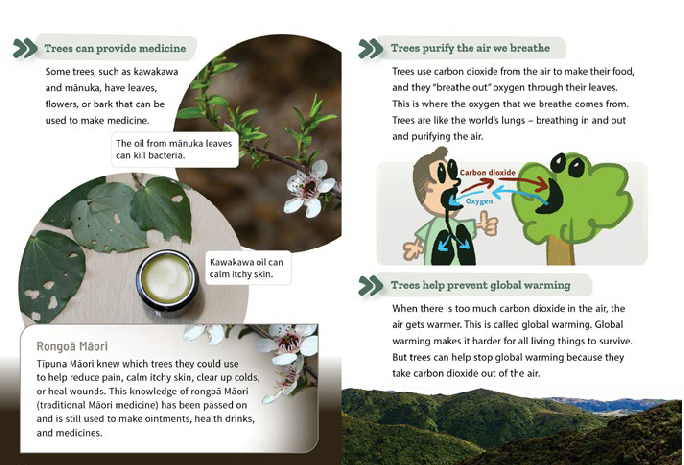 Trees can provide medicine
Some trees, such as kawakawa
and mānuka, have leaves,
flowers, or bark that can be
used to make medicine.
The oil from mānuka leaves
can kill bacteria.
Kawakawa oil can
calm itchy skin.
Rongoā Māori
Tīpuna Māori knew which trees they could use
to help reduce pain, calm itchy skin, clear up colds,
or heal wounds. This knowledge of rongoā Māori
(traditional Māori medicine) has been passed on
and is still used to make ointments, health drinks,
and medicines.
Trees purify the air we breathe
Trees use carbon dioxide from the air to make their food,
and they “breathe out” oxygen through their leaves.
This is where the oxygen that we breathe comes from.
Trees are like the world’s lungs – breathing in and out
and purifying the air.
Carbon dioxide
Oxygen
Trees help prevent global warming
When there is too much carbon dioxide in the air, the
air gets warmer. This is called global warming. Global
warming makes it harder for all living things to survive.
But trees can help stop global warming because they
take carbon dioxide out of the air.